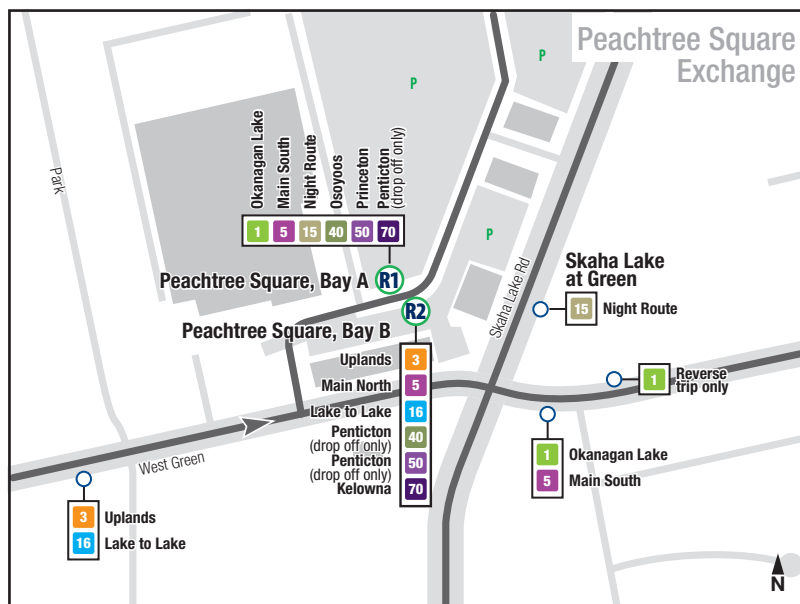 Peachtree Square
Exchange
P
P
P
Park
Okanagan Lake
Main South
Night Route
Osoyoos
Princeton
Penticton
(drop off only)
1 5 15 40 50 70
Peachtree Square, Bay A
R1
R2
Peachtree Square, Bay B
Uplands 3
Main North 5
Lake to Lake 16
Penticton 40
(drop off only)
Penticton 50
(drop off only)
Kelowna 70
Skaha Lake Rd
Skaha Lake
at Green
15 Night Route
1 Reverse
trip only
1 Okanagan Lake
5 Main South
West Green
3 Uplands
16 Lake to Lake
N